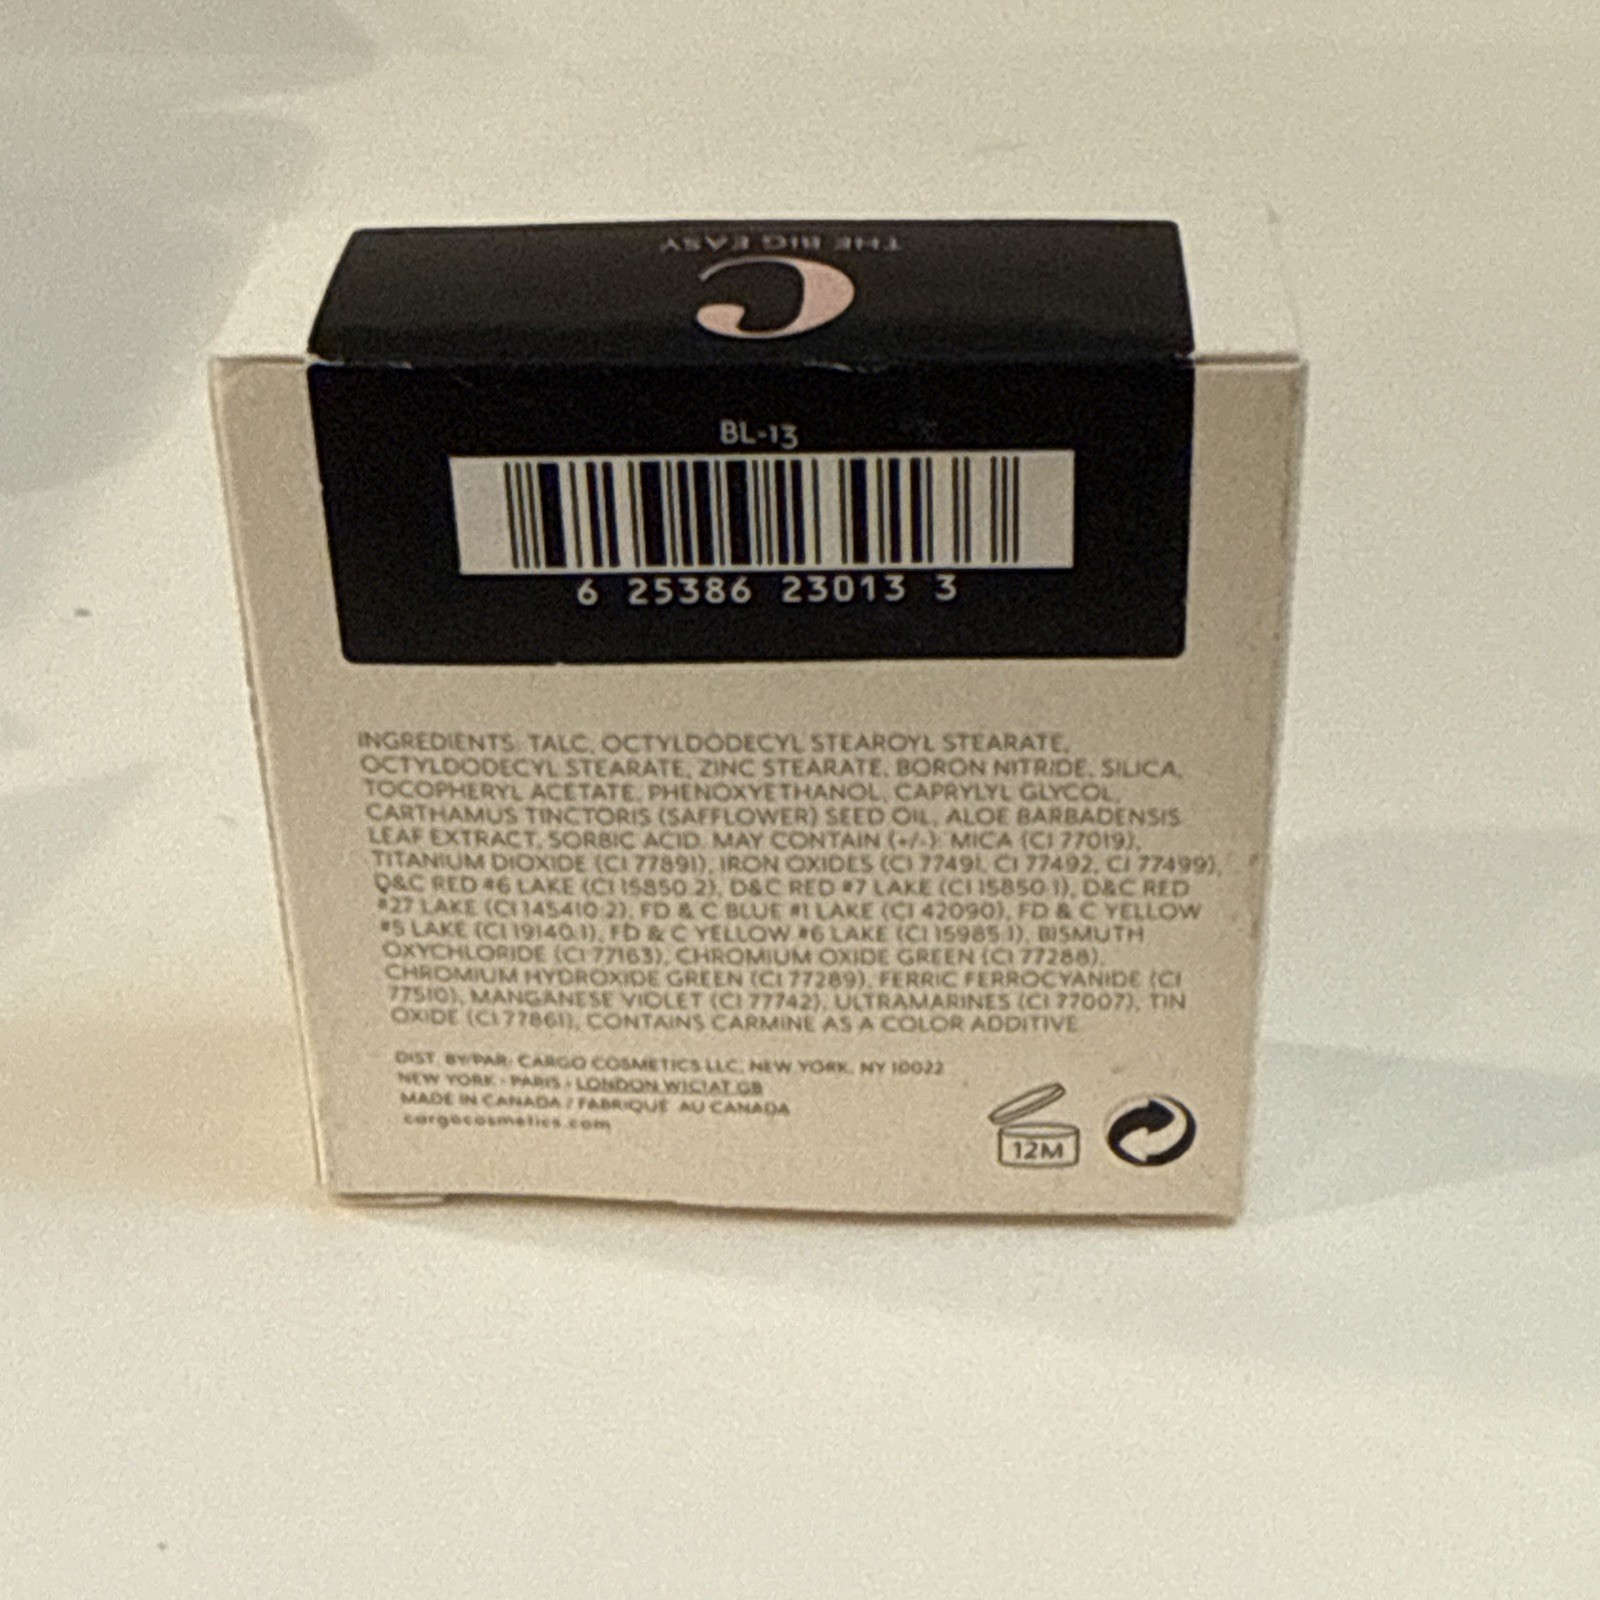 THE BIG EASY
C
BL-13
6 25386 23013 3
INGREDIENTS: TALC, OCTYLDODECYL STEAROYL STEARATE,
OCTYLDODECYL STEARATE, ZINC STEARATE, BORON NITRIDE, SILICA,
TOCOPHERYL ACETATE, PHENOXYETHANOL, CAPRYLYL GLYCOL,
CARTHAMUS TINCTORIS (SAFFLOWER) SEED OIL, ALOE BARBADENSIS
LEAF EXTRACT, SORBIC ACID. MAY CONTAIN (+/-): MICA (CI 77019),
TITANIUM DIOXIDE (CI 77891), IRON OXIDES (CI 77491, CI 77492, CI 77499),
D&C RED #6 LAKE (CI 15850:2), D&C RED #7 LAKE (CI 15850:1), D&C RED
#27 LAKE (CI 145410:2), FD & C BLUE #1 LAKE (CI 42090), FD & C YELLOW
#5 LAKE (CI 19140:1), FD & C YELLOW #6 LAKE (CI 15985:1), BISMUTH
OXYCHLORIDE (CI 77163), CHROMIUM OXIDE GREEN (CI 77288),
CHROMIUM HYDROXIDE GREEN (CI 77289), FERRIC FERROCYANIDE (CI
77510), MANGANESE VIOLET (CI 77742), ULTRAMARINES (CI 77007), TIN
OXIDE (CI 77861), CONTAINS CARMINE AS A COLOR ADDITIVE
DIST. BY/PAR: CARGO COSMETICS LLC, NEW YORK, NY 10022
NEW YORK - PARIS - LONDON W1C1AT GB
MADE IN CANADA / FABRIQUÉ AU CANADA
cargocosmetics.com
12M